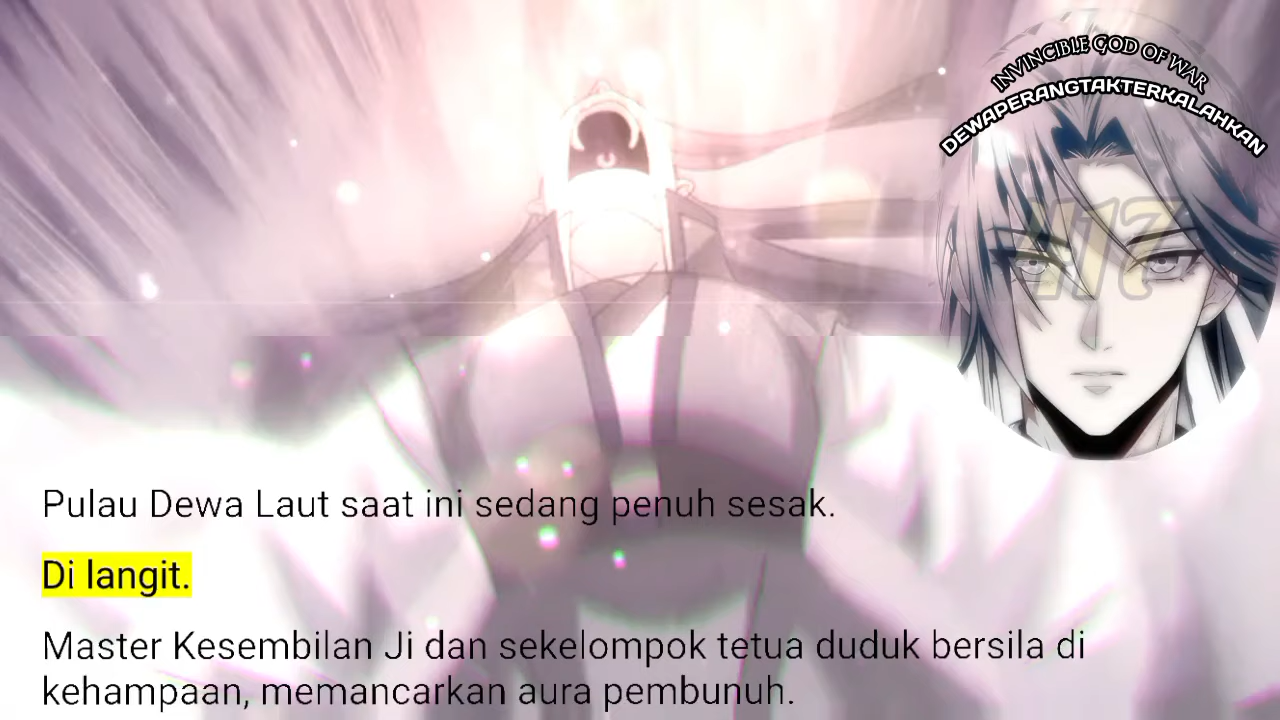 INVINCIBLE GOD OF WAR
DEWAPERANGTAKTERKALAHKAN
417
Pulau Dewa Laut saat ini sedang penuh sesak.
Di langit.
Master Kesembilan Ji dan sekelompok tetua duduk bersila di
kehampaan, memancarkan aura pembunuh.